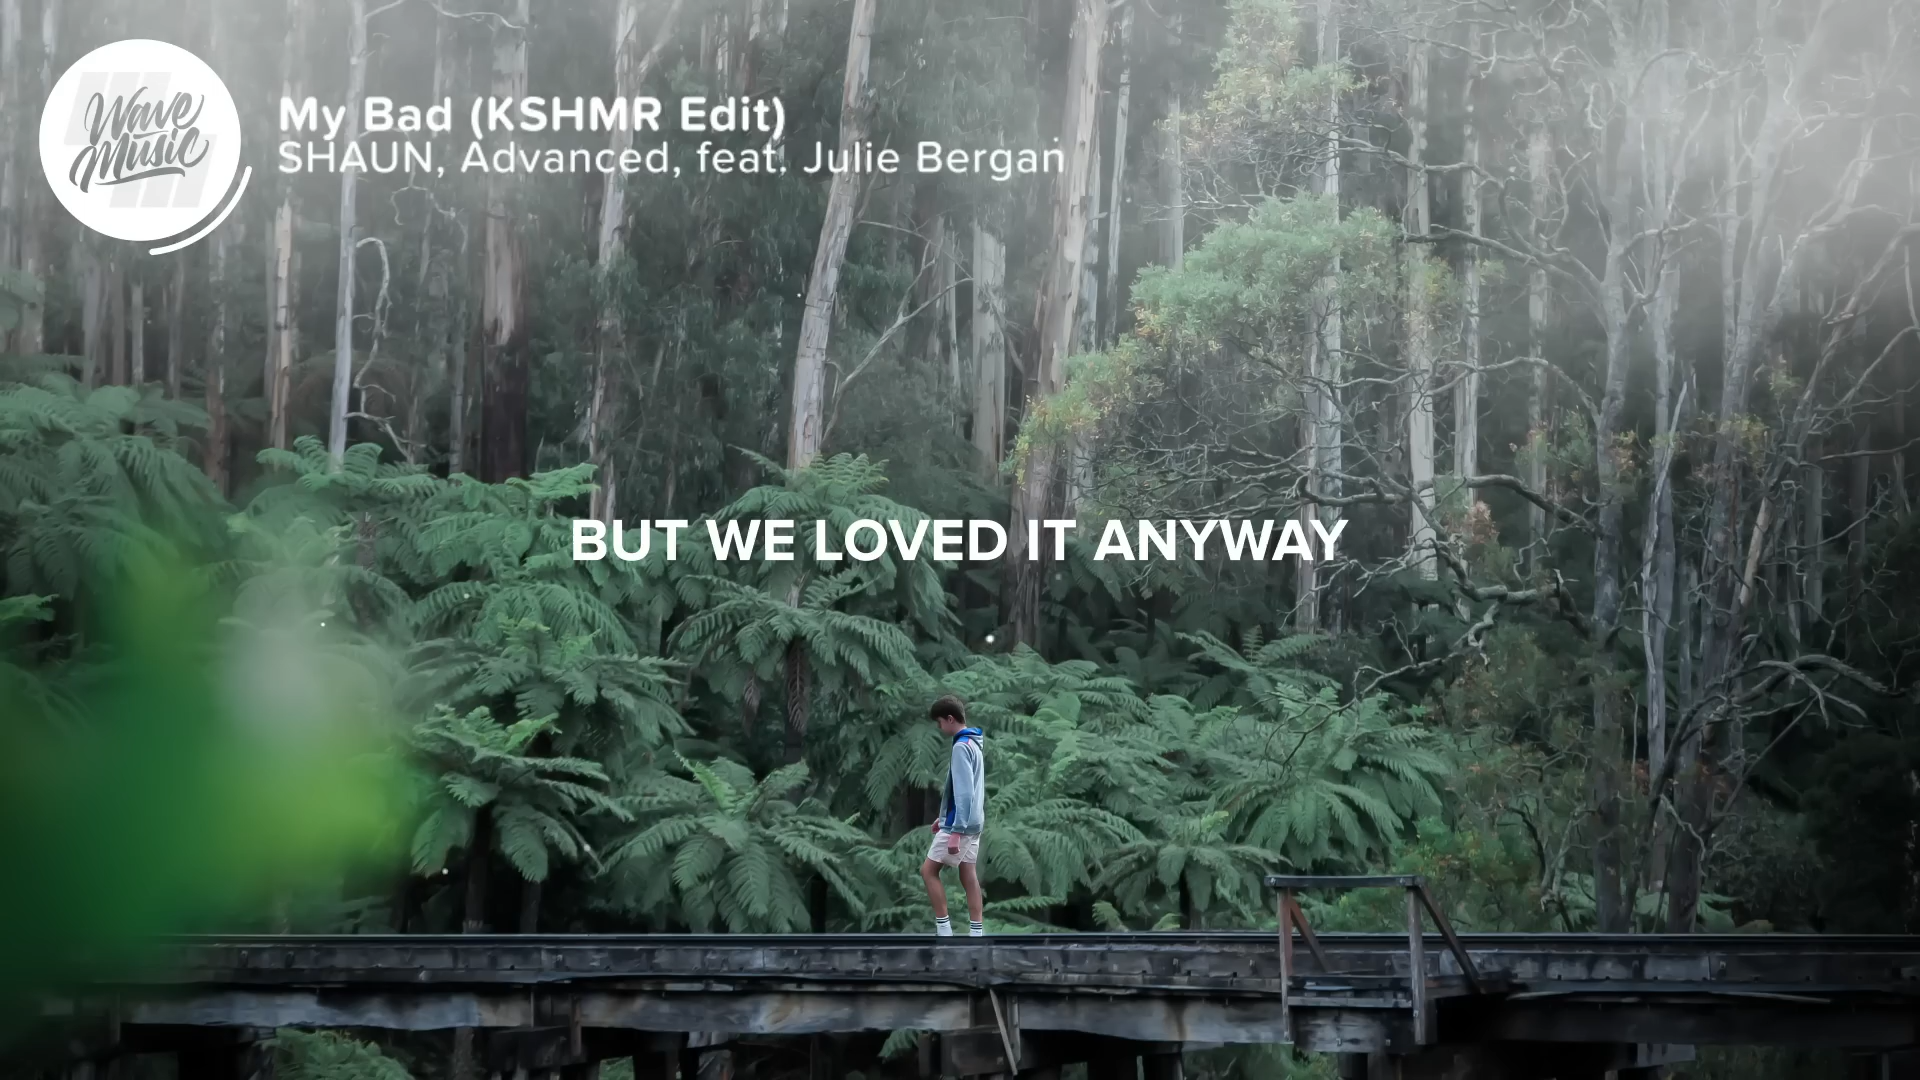 Wave
Music
My Bad (KSHMR Edit)
SHAUN, Advanced, feat. Julie Bergan
BUT WE LOVED IT ANYWAY